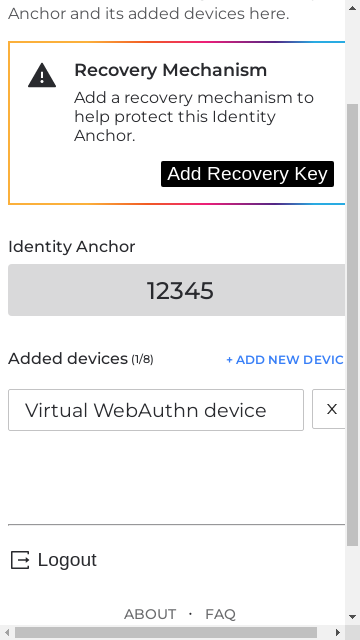 Anchor and its added devices here.
Recovery Mechanism
Add a recovery mechanism to
help protect this Identity
Anchor.
Add Recovery Key
Identity Anchor
12345
Added devices (1/8)
+ ADD NEW DEVIC
Virtual WebAuthn device
X
Logout
ABOUT · FAQ